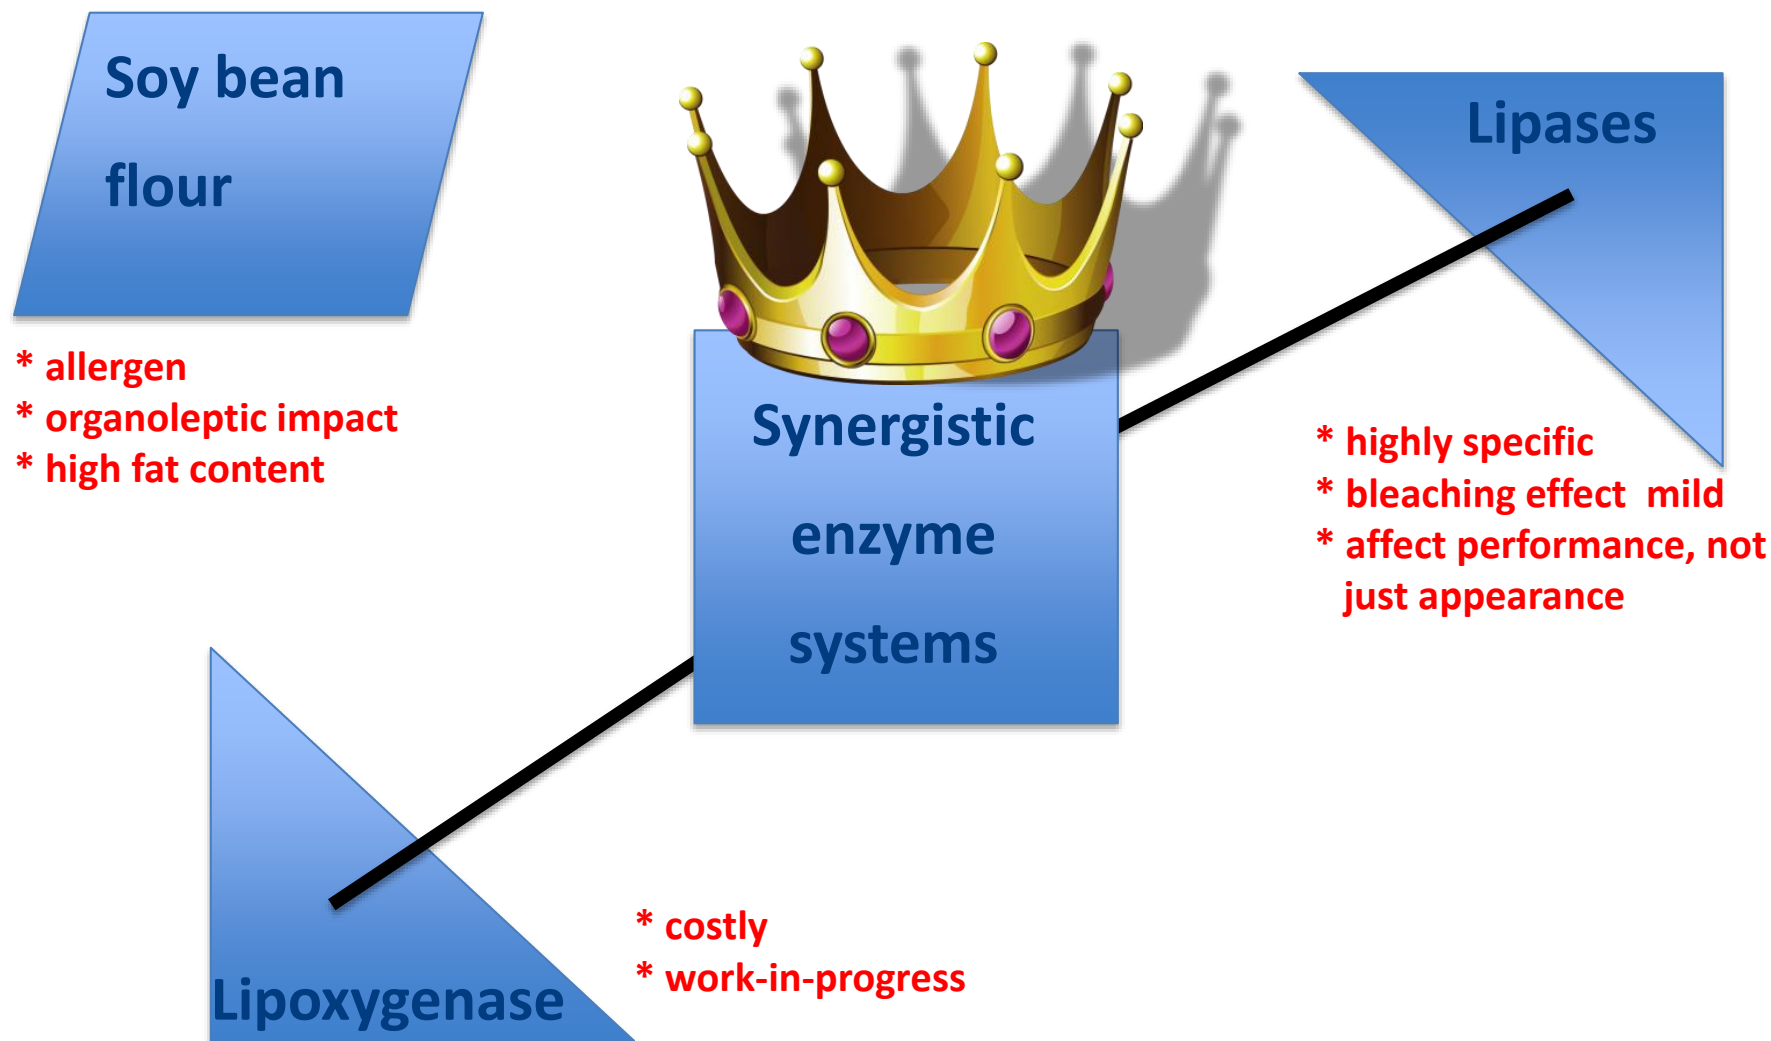 Soy bean
flour
* allergen
* organoleptic impact
* high fat content
Synergistic
enzyme
systems
Lipases
* highly specific
* bleaching effect  mild
* affect performance, not
just appearance
Lipoxygenase
* costly
* work-in-progress